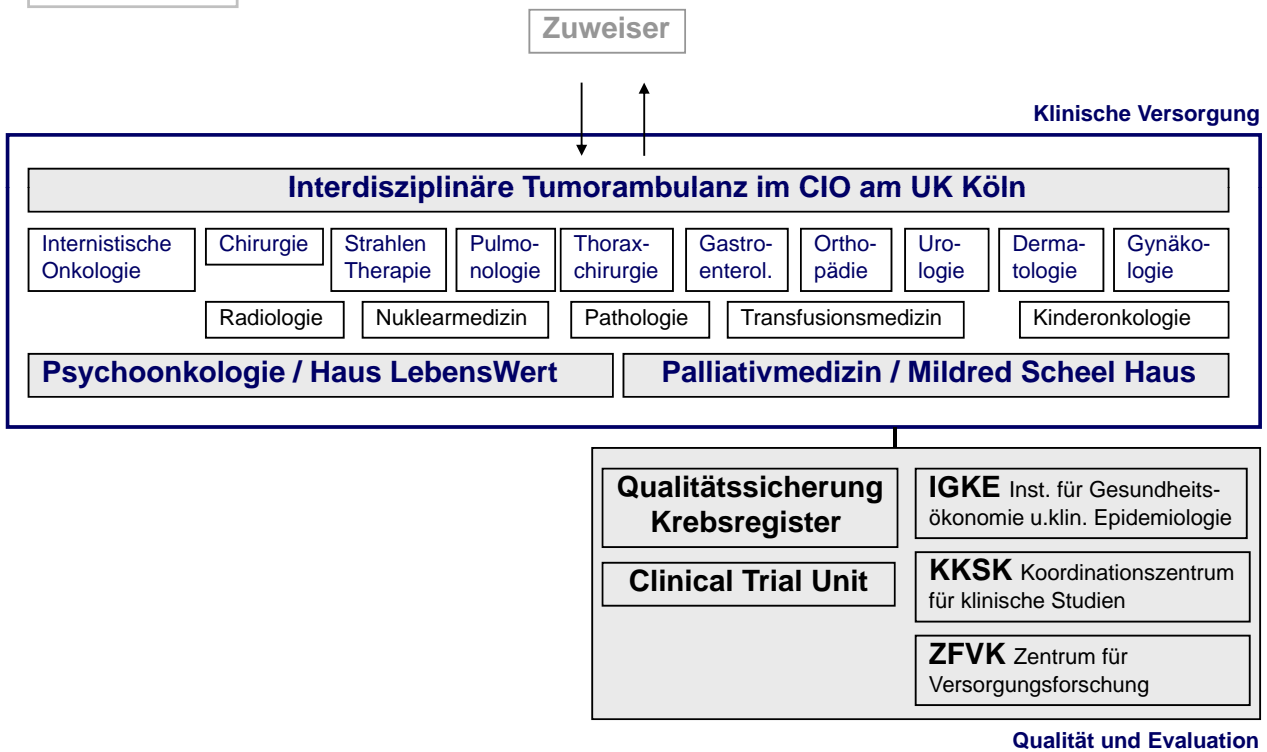 Zuweiser
Klinische Versorgung
Interdisziplinäre Tumorambulanz im CIO am UK Köln
Internistische
Onkologie
Chirurgie
Strahlen
Therapie
Pulmo-
nologie
Thorax-
chirurgie
Gastro-
enterol.
Ortho-
pädie
Uro-
logie
Derma-
tologie
Gynäko-
logie
Radiologie
Nuklearmedizin
Pathologie
Transfusionsmedizin
Kinderonkologie
Psychoonkologie / Haus LebensWert
Palliativmedizin / Mildred Scheel Haus
Qualitätssicherung
Krebsregister
Clinical Trial Unit
IGKE Inst. für Gesundheits-
ökonomie u.klin. Epidemiologie
KKSK Koordinationszentrum
für klinische Studien
ZFVK Zentrum für
Versorgungsforschung
Qualität und Evaluation